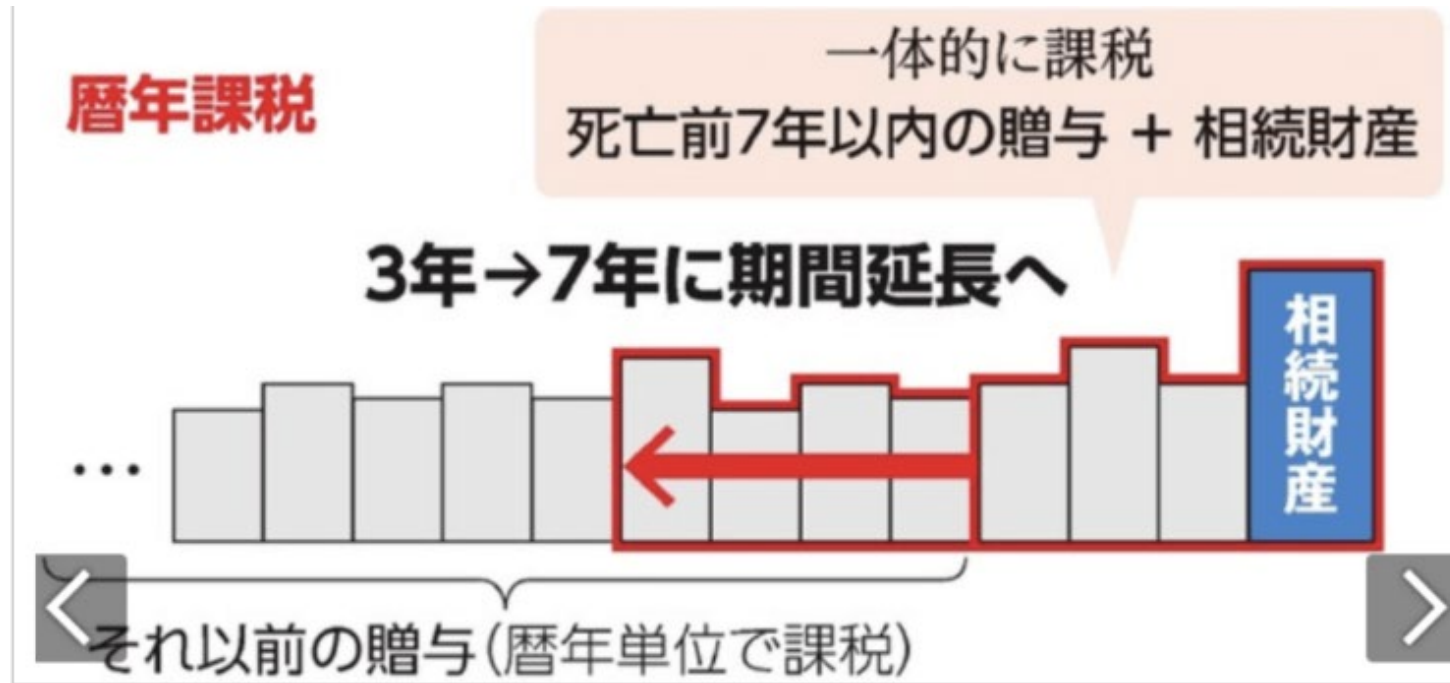 暦年課税
一体的に課税
死亡前7年以内の贈与 + 相続財産
3年→7年に期間延長へ
相続財産
…
それ以前の贈与(暦年単位で課税)